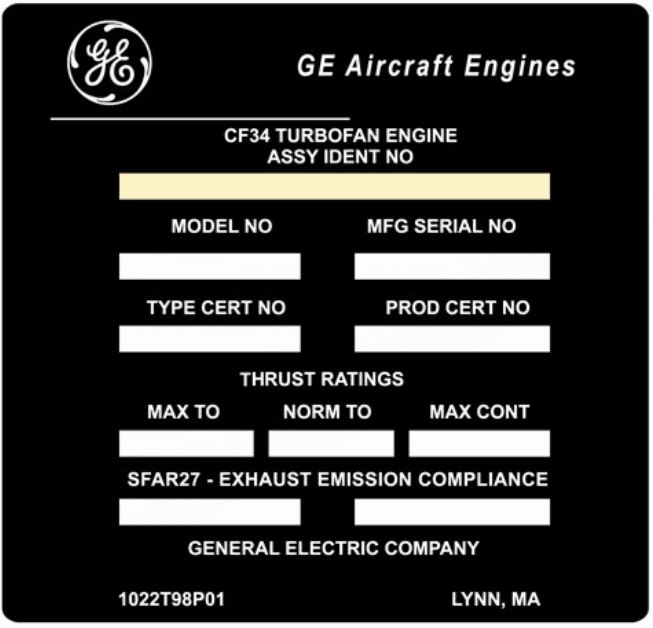 GE
GE Aircraft Engines
CF34 TURBOFAN ENGINE
ASSY IDENT NO
MODEL NO MFG SERIAL NO
TYPE CERT NO PROD CERT NO
THRUST RATINGS
MAX TO NORM TO MAX CONT
SFAR27 - EXHAUST EMISSION COMPLIANCE
GENERAL ELECTRIC COMPANY
1022T98P01 LYNN, MA